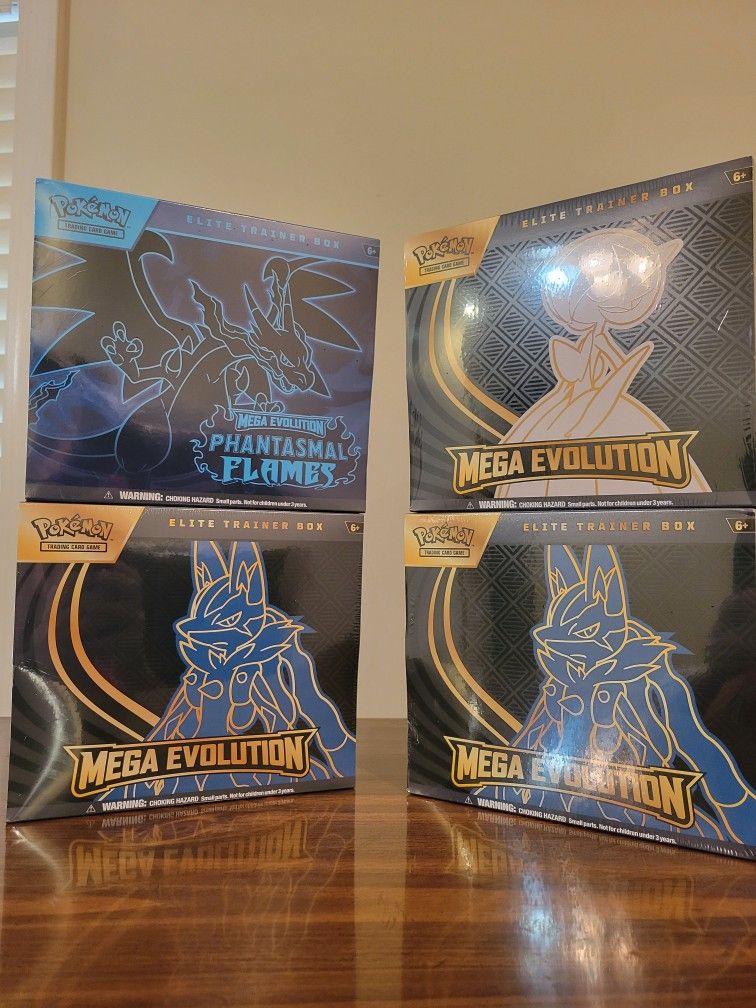 POKéMON
TRADING CARD GAME
ELITE TRAINER BOX
6+
MEGA EVOLUTION
PHANTASMAL
FLAMES
WARNING: CHOKING HAZARD Small parts. Not for children under 3 years.
POKéMON
TRADING CARD GAME
ELITE TRAINER BOX
6+
MEGA EVOLUTION
WARNING: CHOKING HAZARD Small parts. Not for children under 3 years.
POKéMON
TRADING CARD GAME
ELITE TRAINER BOX
6+
MEGA EVOLUTION
WARNING: CHOKING HAZARD Small parts. Not for children under 3 years.
POKéMON
TRADING CARD GAME
ELITE TRAINER BOX
6+
MEGA EVOLUTION
WARNING: CHOKING HAZARD Small parts. Not for children under 3 years.